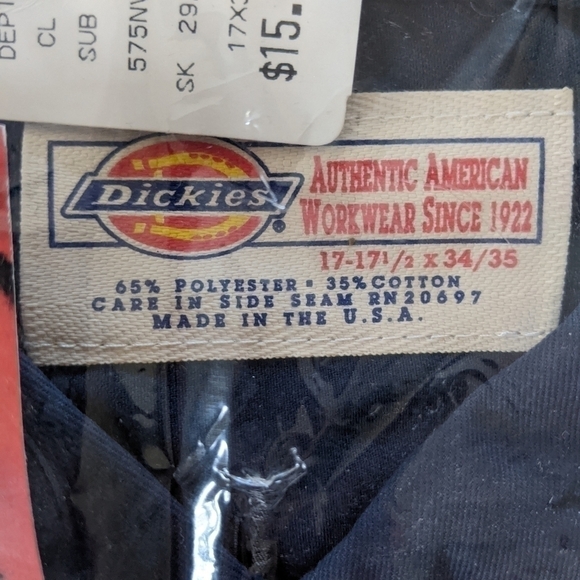 DEPT
CL
SUB
575NV
SK 29
17X3
$15.
Dickies®
AUTHENTIC AMERICAN
WORKWEAR SINCE 1922
17-17 1/2 X 34/35
65% POLYESTER • 35% COTTON
CARE IN SIDE SEAM RN20697
MADE IN THE U.S.A.